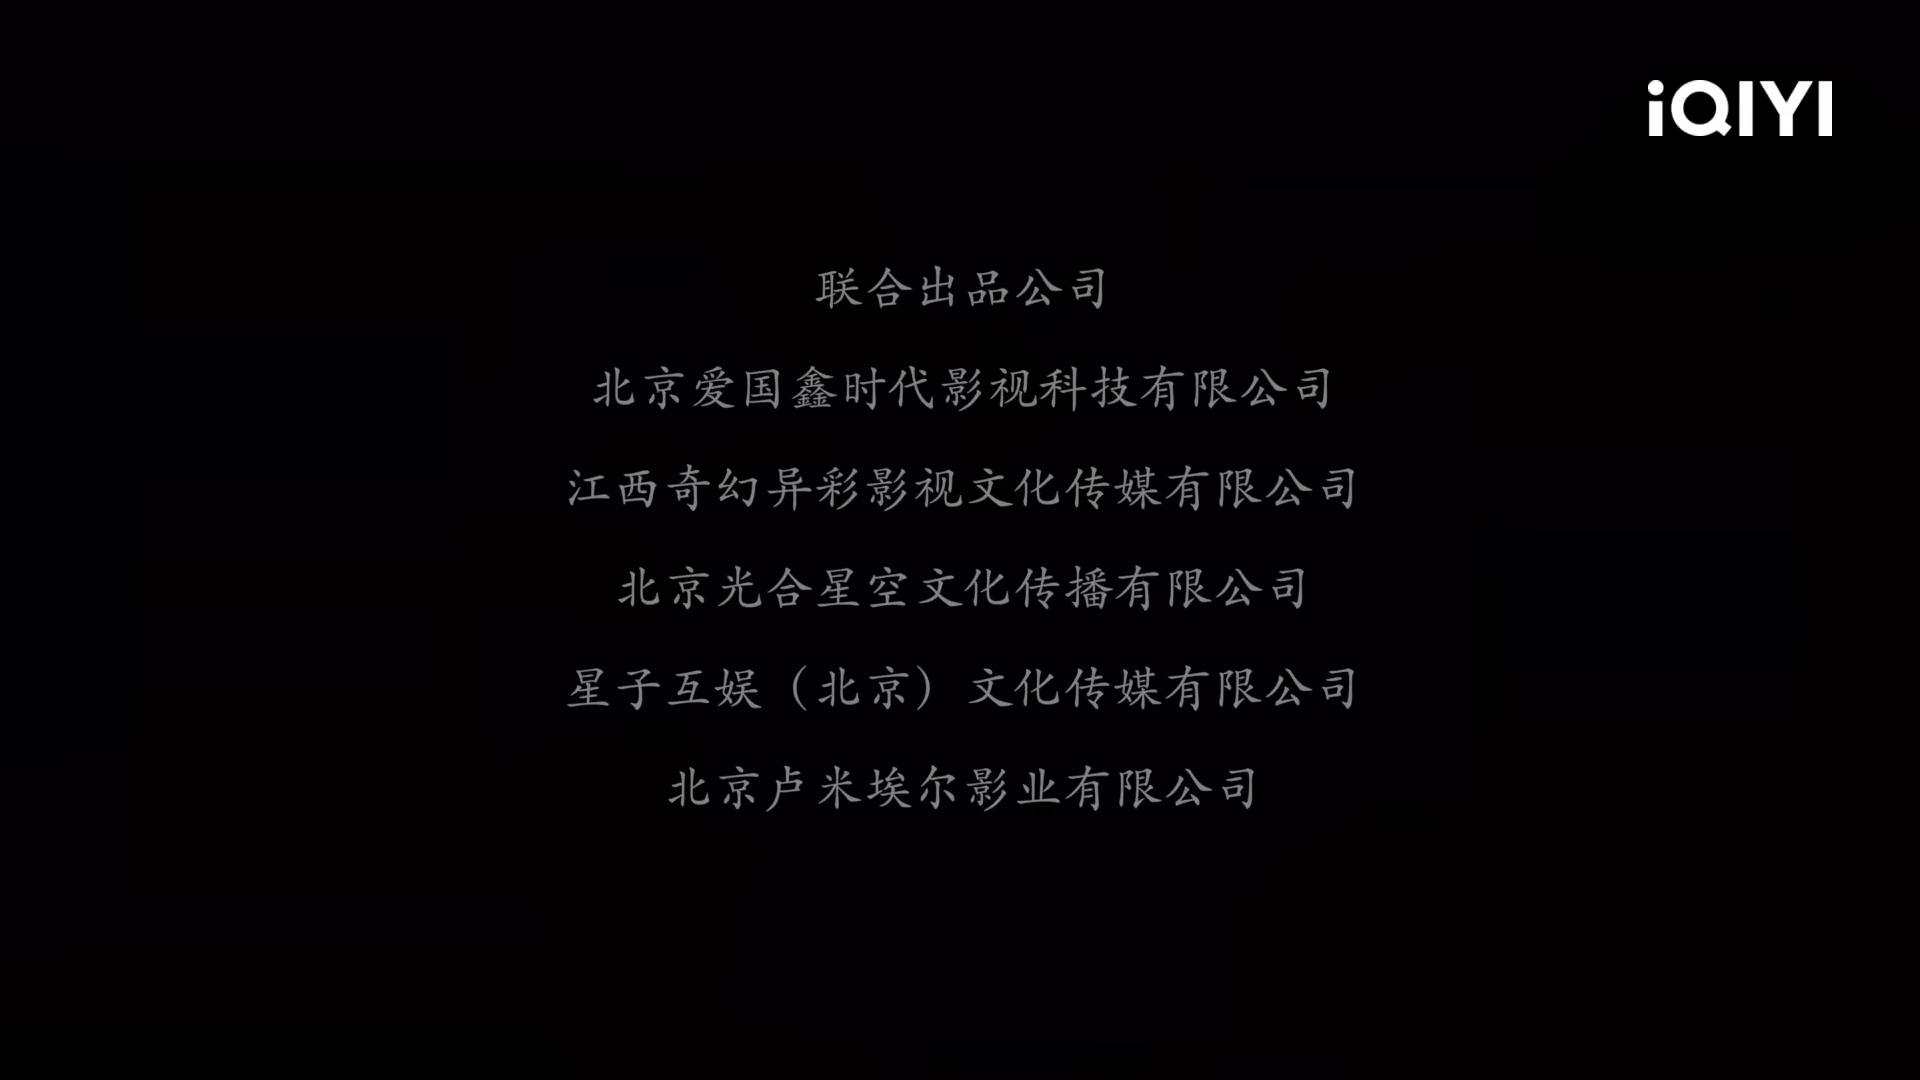 iQIYI
联合出品公司
北京爱国鑫时代影视科技有限公司
江西奇幻异彩影视文化传媒有限公司
北京光合星空文化传播有限公司
星子互娱（北京）文化传媒有限公司
北京卢米埃尔影业有限公司